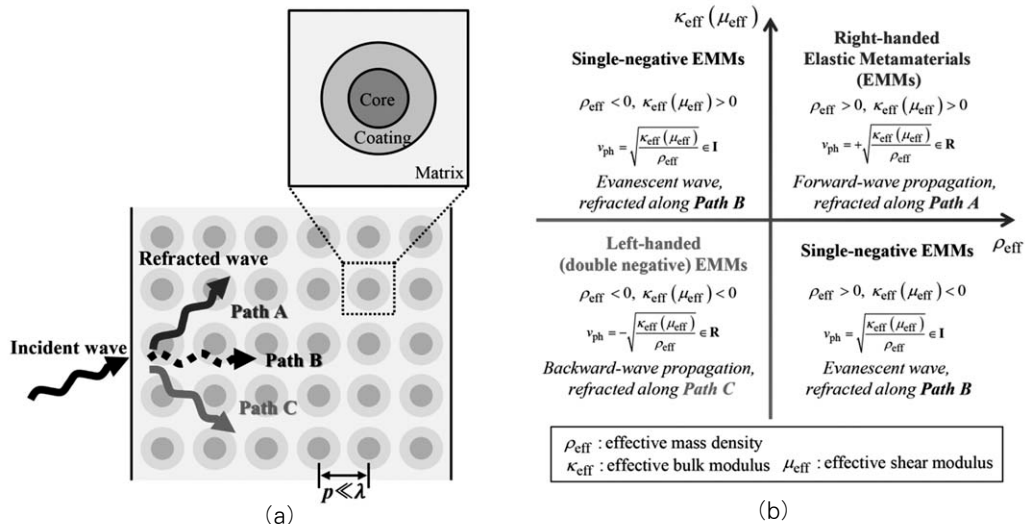 Core
Coating
Matrix
Refracted wave
Path A
Incident wave
Path B
Path C
p≪λ
(a)
κeff (μeff)
Single-negative EMMs
ρeff < 0, κeff (μeff) > 0
vph = √(κeff (μeff) / ρeff) ∈ I
Evanescent wave,
refracted along Path B
Right-handed
Elastic Metamaterials
(EMMs)
ρeff > 0, κeff (μeff) > 0
vph = +√(κeff (μeff) / ρeff) ∈ R
Forward-wave propagation,
refracted along Path A
ρeff
Left-handed
(double negative) EMMs
ρeff < 0, κeff (μeff) < 0
vph = −√(κeff (μeff) / ρeff) ∈ R
Backward-wave propagation,
refracted along Path C
Single-negative EMMs
ρeff > 0, κeff (μeff) < 0
vph = √(κeff (μeff) / ρeff) ∈ I
Evanescent wave,
refracted along Path B
ρeff : effective mass density
κeff : effective bulk modulus μeff : effective shear modulus
(b)